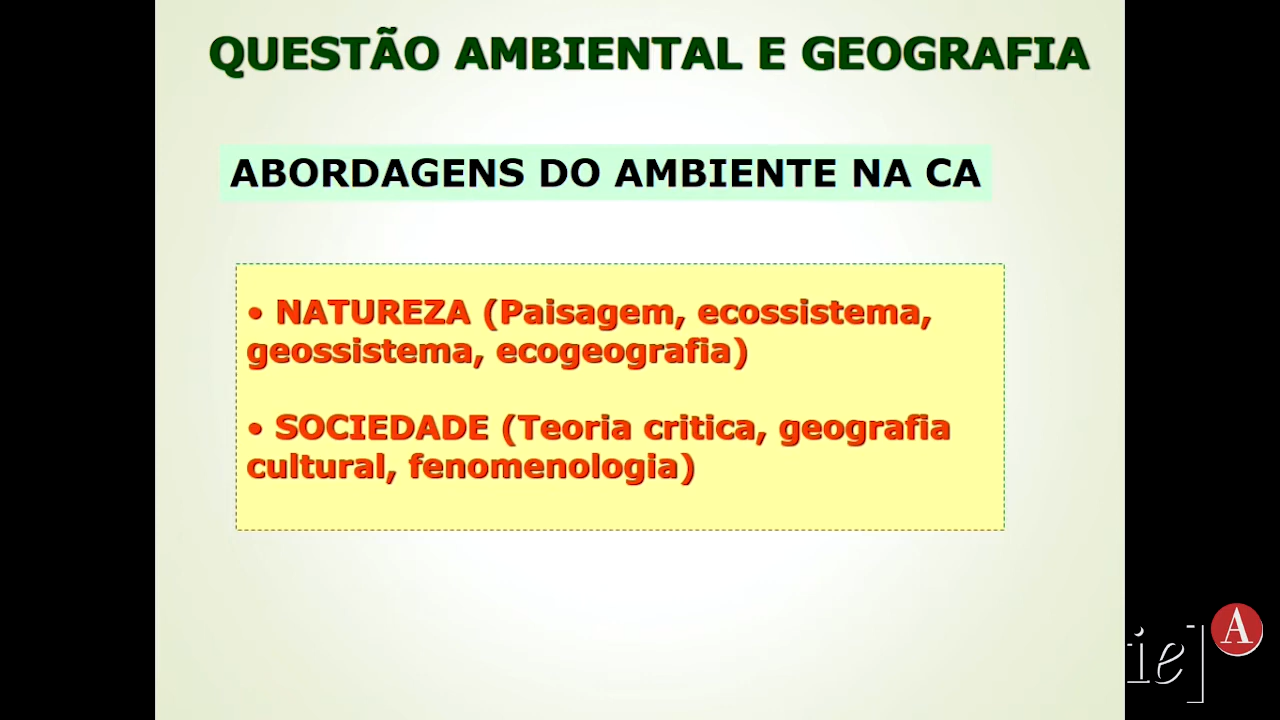 QUESTÃO AMBIENTAL E GEOGRAFIA
ABORDAGENS DO AMBIENTE NA CA
• NATUREZA (Paisagem, ecossistema,
geossistema, ecogeografia)
• SOCIEDADE (Teoria critica, geografia
cultural, fenomenologia)
ie]
A